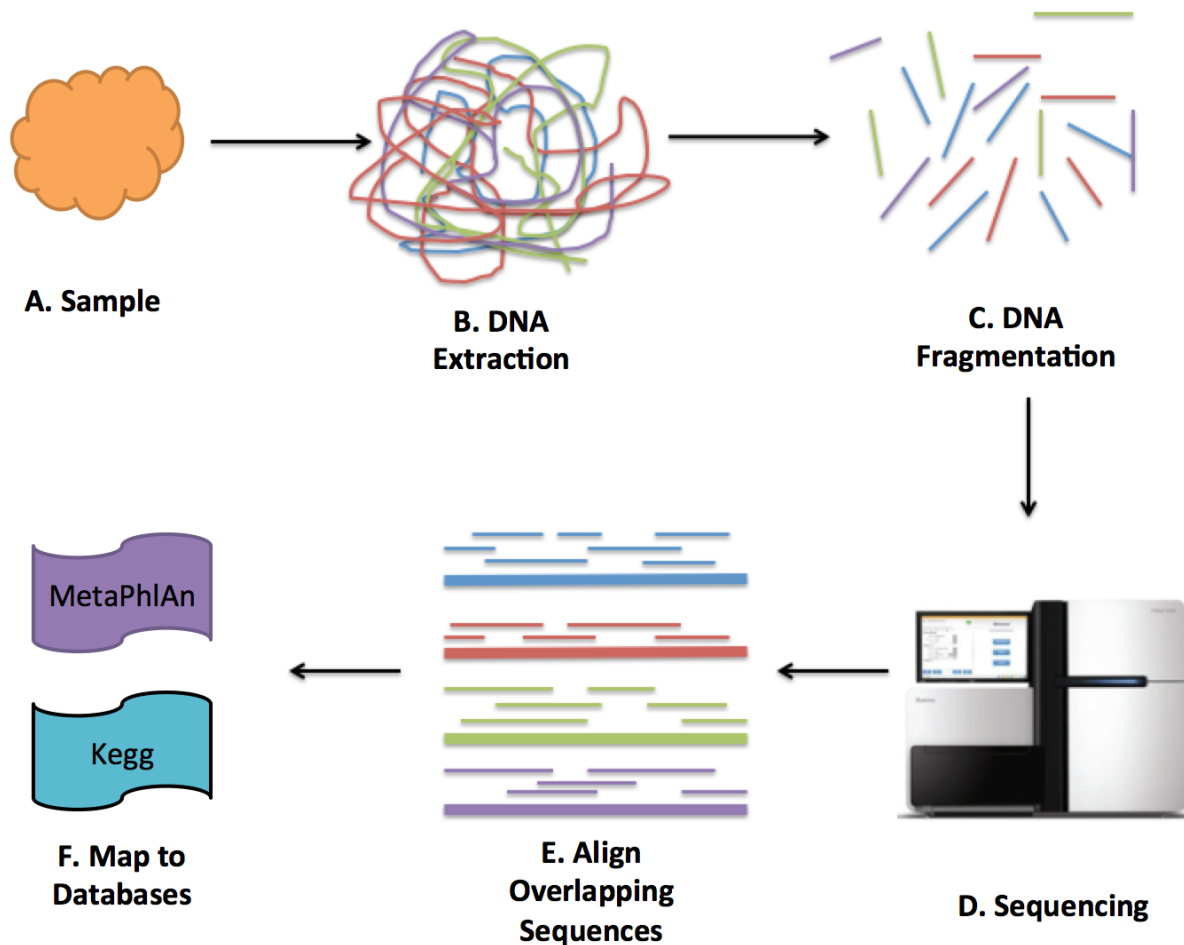 A. Sample
B. DNA
Extraction
C. DNA
Fragmentation
MetaPhlAn
Kegg
F. Map to
Databases
E. Align
Overlapping
Sequences
D. Sequencing